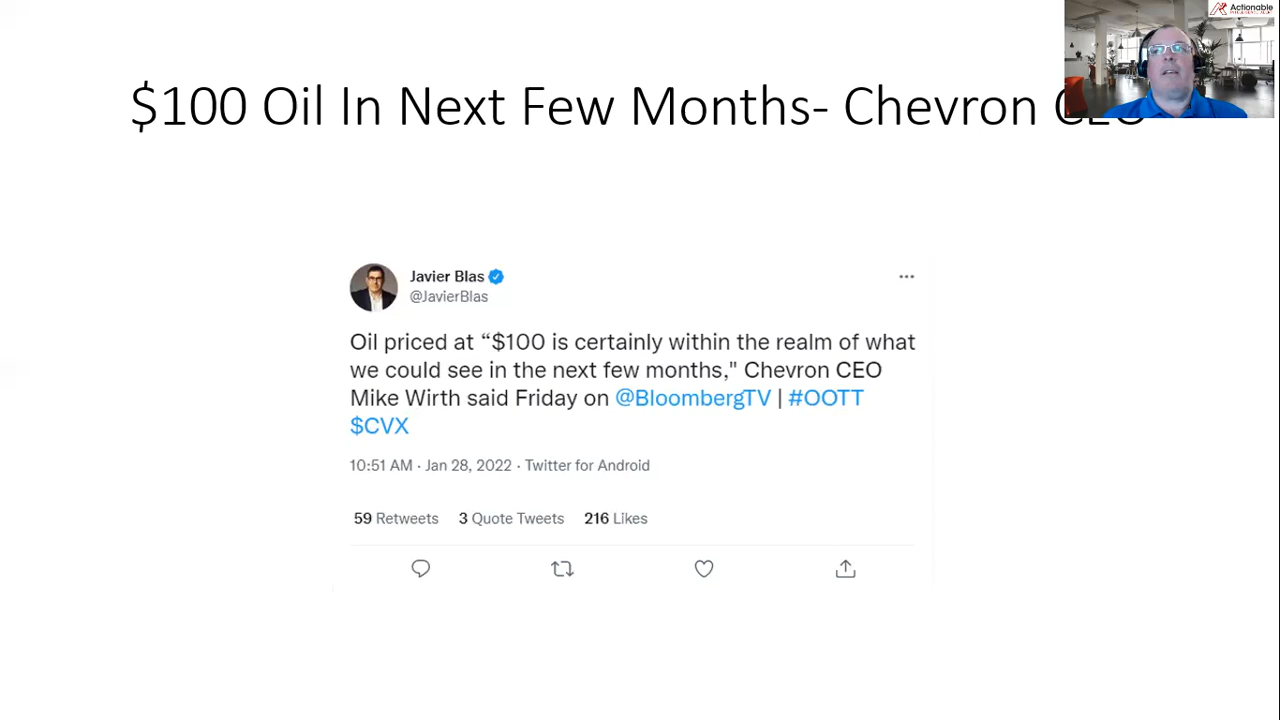 Actionable
$100 Oil In Next Few Months- Chevron CEO
Javier Blas
@JavierBlas
Oil priced at “$100 is certainly within the realm of what
we could see in the next few months," Chevron CEO
Mike Wirth said Friday on @BloombergTV | #OOTT
$CVX
10:51 AM · Jan 28, 2022 · Twitter for Android
59 Retweets 3 Quote Tweets 216 Likes